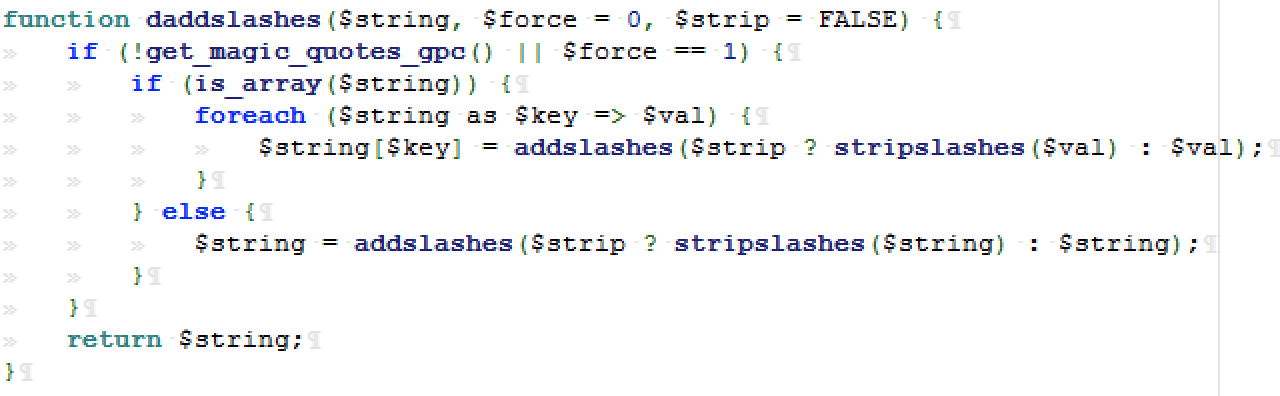 function daddslashes($string, $force = 0, $strip = FALSE) {
    if (!get_magic_quotes_gpc() || $force == 1) {
        if (is_array($string)) {
            foreach ($string as $key => $val) {
                $string[$key] = addslashes($strip ? stripslashes($val) : $val);
            }
        } else {
            $string = addslashes($strip ? stripslashes($string) : $string);
        }
    }
    return $string;
}